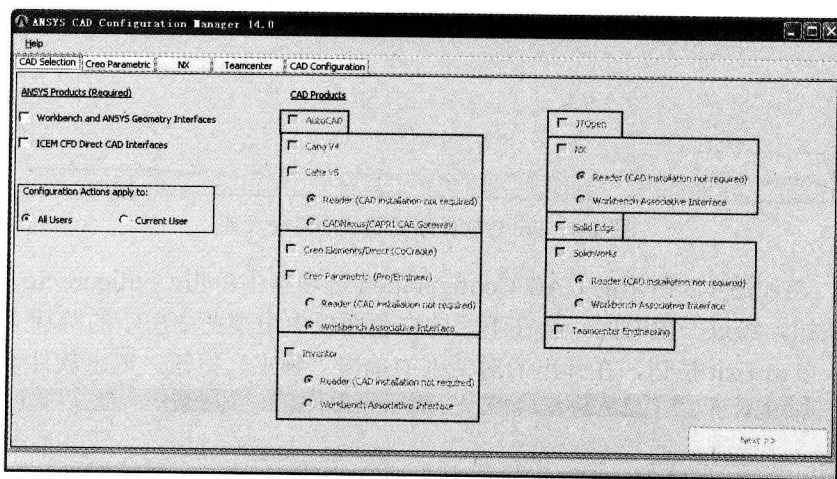 ANSYS CAD Configuration Manager 14.0
Help
CAD Selection
Creo Parametric
NX
Teamcenter
CAD Configuration
ANSYS Products (Required)
Workbench and ANSYS Geometry Interfaces
ICEM CFD Direct CAD Interfaces
Configuration Actions apply to:
All Users
Current User
CAD Products
AutoCAD
Catia V4
Catia V5
Reader (CAD installation not required)
CADNexus/CAPRI CAE Gateway
Creo Elements/Direct (CoCreate)
Creo Parametric (Pro/Engineer)
Reader (CAD installation not required)
Workbench Associative Interface
Inventor
Reader (CAD installation not required)
Workbench Associative Interface
JTOpen
NX
Reader (CAD installation not required)
Workbench Associative Interface
Solid Edge
SolidWorks
Reader (CAD installation not required)
Workbench Associative Interface
Teamcenter Engineering
Next >>